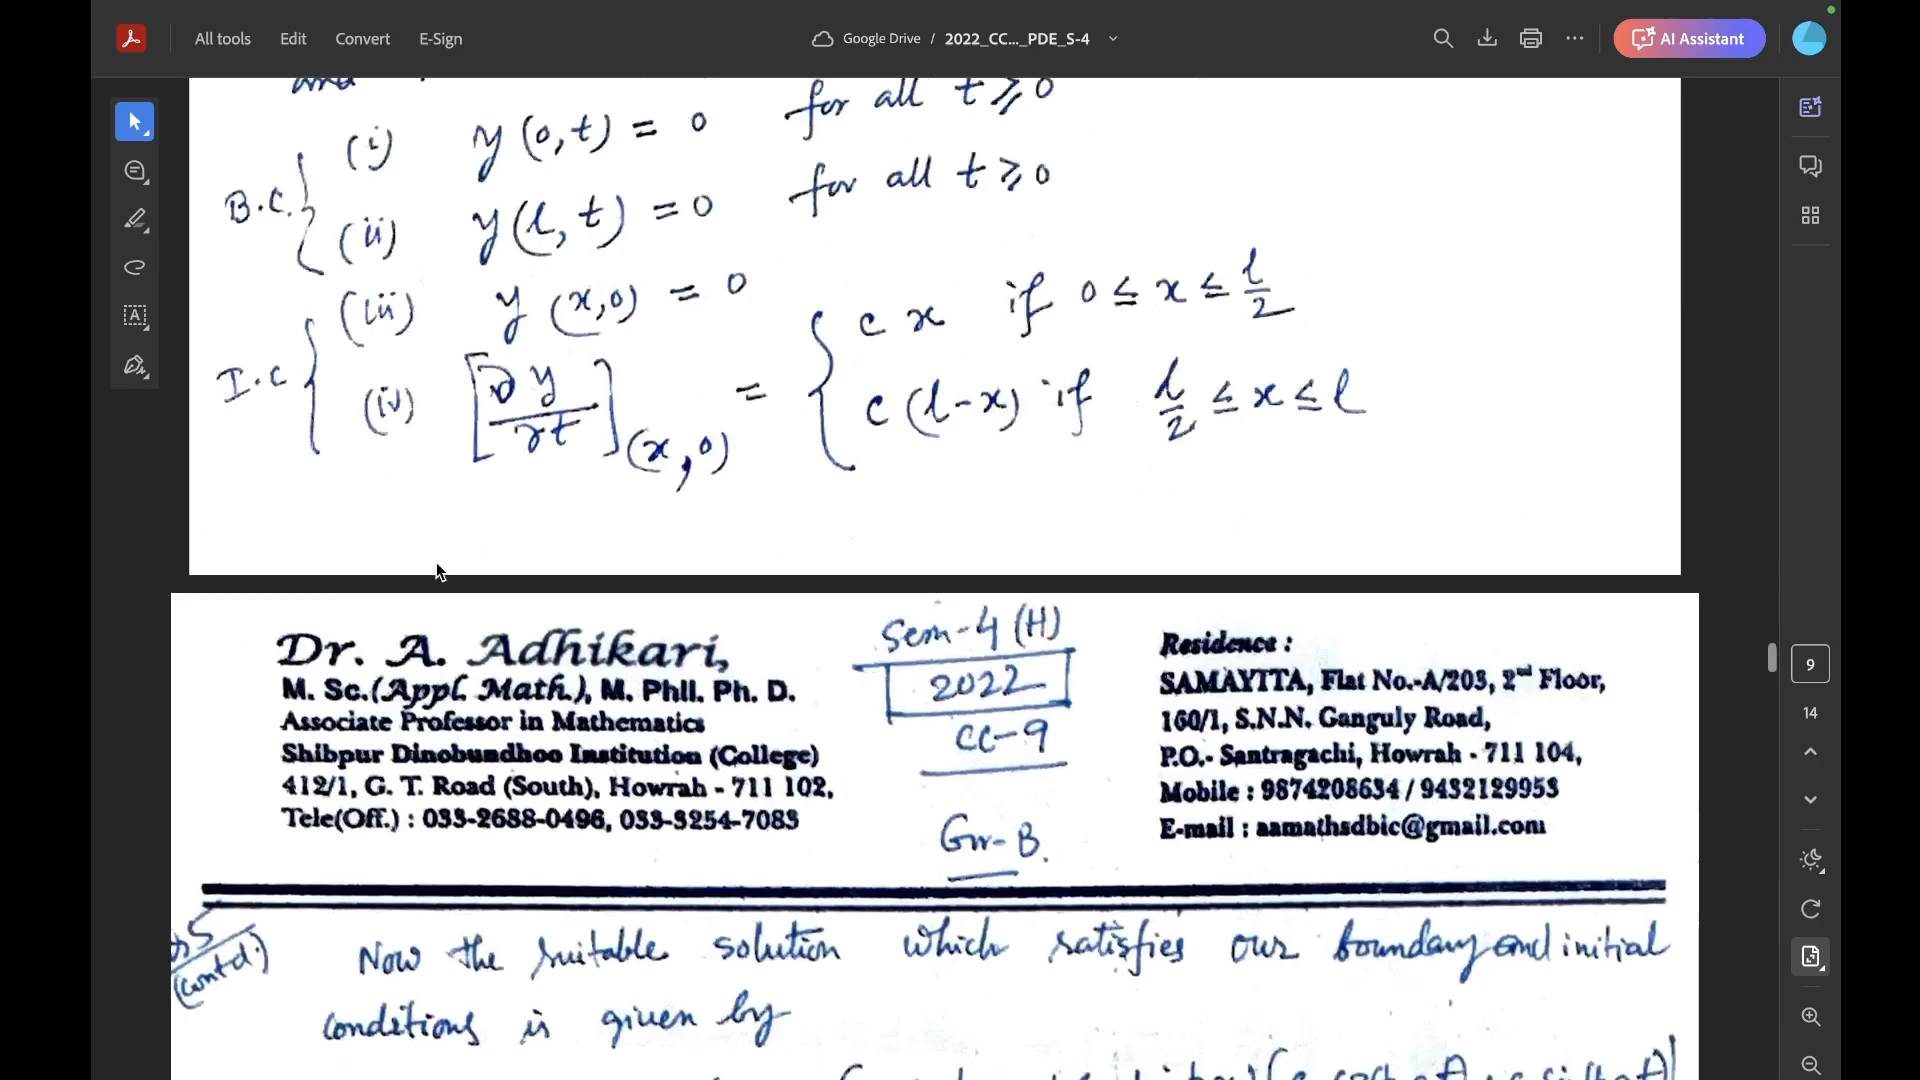 All tools Edit Convert E-Sign Google Drive / 2022_CC..._PDE_S-4 AI Assistant
and
(i) y (0, t) = 0 for all t ⩾ 0
B.C. { (ii) y (l, t) = 0 for all t ⩾ 0
(iii) y (x, 0) = 0
I.C { (iv) [∂y/∂t](x, 0) = { c x if 0 ≤ x ≤ l/2
c (l-x) if l/2 ≤ x ≤ l
Dr. A. Adhikari,
M. Sc.(Appl. Math.), M. Phil. Ph. D.
Associate Professor in Mathematics
Shibpur Dinobundhoo Institution (College)
412/1, G. T. Road (South), Howrah - 711 102,
Tele(Off.) : 033-2688-0496, 033-3254-7083
Sem-4 (H)
2022
CC-9
Gr-B.
Residence :
SAMAYITA, Flat No.-A/203, 2nd Floor,
160/1, S.N.N. Ganguly Road,
P.O.- Santragachi, Howrah - 711 104,
Mobile : 9874208634 / 9432129953
E-mail : aamathsdbic@gmail.com
(contd.) Now the suitable solution which satisfies our boundary and initial
conditions is given by
9
14